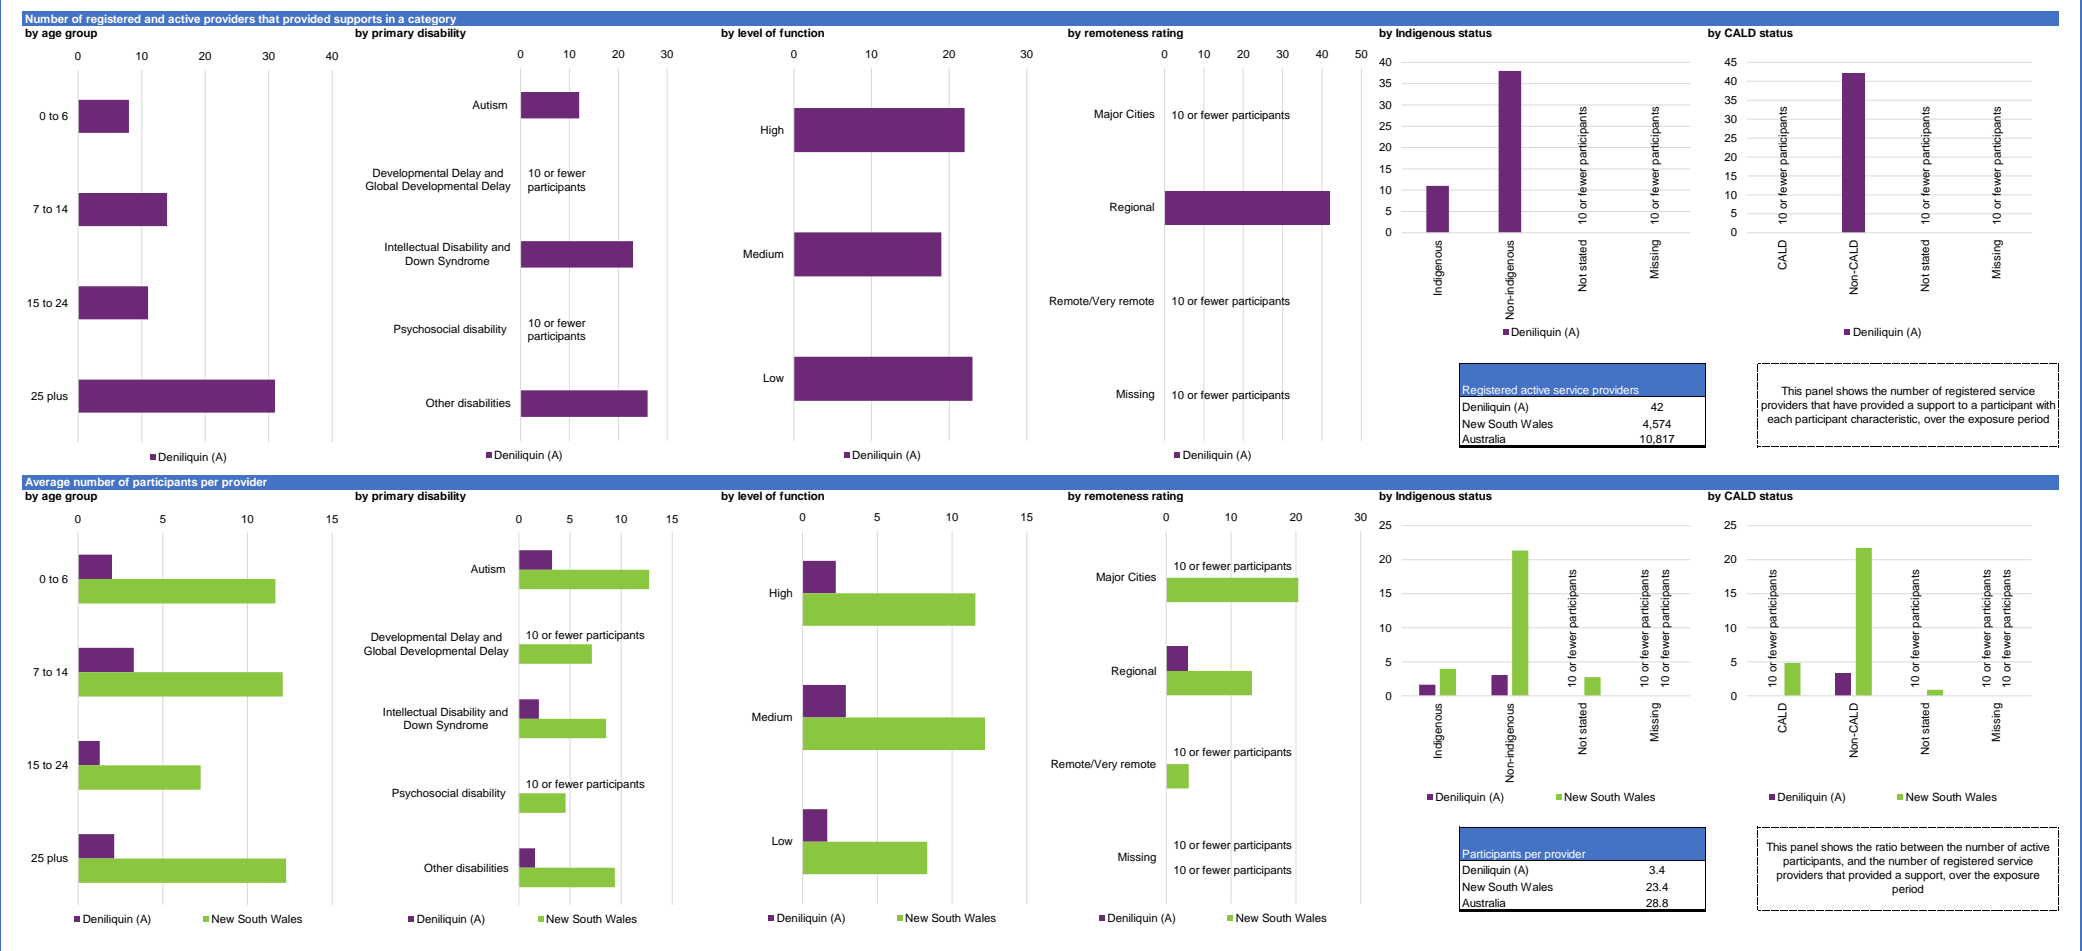 Number of registered and active providers that provided supports in a category
by age group
0 10 20 30 40
0 to 6
7 to 14
15 to 24
25 plus
Deniliquin (A)
by primary disability
0 10 20 30
Autism
Developmental Delay and
Global Developmental Delay
10 or fewer
participants
Intellectual Disability and
Down Syndrome
Psychosocial disability
10 or fewer
participants
Other disabilities
Deniliquin (A)
by level of function
0 10 20 30
High
Medium
Low
Deniliquin (A)
by remoteness rating
0 10 20 30 40 50
Major Cities
10 or fewer participants
Regional
Remote/Very remote
10 or fewer participants
Missing
10 or fewer participants
Deniliquin (A)
by Indigenous status
40
35
30
25
20
15
10
5
0
10 or fewer participants
10 or fewer participants
Indigenous
Non-indigenous
Not stated
Missing
Deniliquin (A)
by CALD status
45
40
35
30
25
20
15
10
5
0
10 or fewer participants
10 or fewer participants
10 or fewer participants
CALD
Non-CALD
Not stated
Missing
Deniliquin (A)
Registered active service providers
Deniliquin (A) 42
New South Wales 4,574
Australia 10,817
This panel shows the number of registered service
providers that have provided a support to a participant with
each participant characteristic, over the exposure period
Average number of participants per provider
by age group
0 5 10 15
0 to 6
7 to 14
15 to 24
25 plus
Deniliquin (A) New South Wales
by primary disability
0 5 10 15
Autism
Developmental Delay and
Global Developmental Delay
10 or fewer participants
Intellectual Disability and
Down Syndrome
Psychosocial disability
10 or fewer participants
Other disabilities
Deniliquin (A) New South Wales
by level of function
0 5 10 15
High
Medium
Low
Deniliquin (A) New South Wales
by remoteness rating
0 10 20 30
Major Cities
10 or fewer participants
Regional
Remote/Very remote
10 or fewer participants
Missing
10 or fewer participants
10 or fewer participants
Deniliquin (A) New South Wales
by Indigenous status
25
20
15
10
5
0
10 or fewer participants
10 or fewer participants
10 or fewer participants
Indigenous
Non-indigenous
Not stated
Missing
Deniliquin (A) New South Wales
by CALD status
25
20
15
10
5
0
10 or fewer participants
10 or fewer participants
10 or fewer participants
10 or fewer participants
CALD
Non-CALD
Not stated
Missing
Deniliquin (A) New South Wales
Participants per provider
Deniliquin (A) 3.4
New South Wales 23.4
Australia 28.8
This panel shows the ratio between the number of active
participants, and the number of registered service
providers that provided a support, over the exposure
period